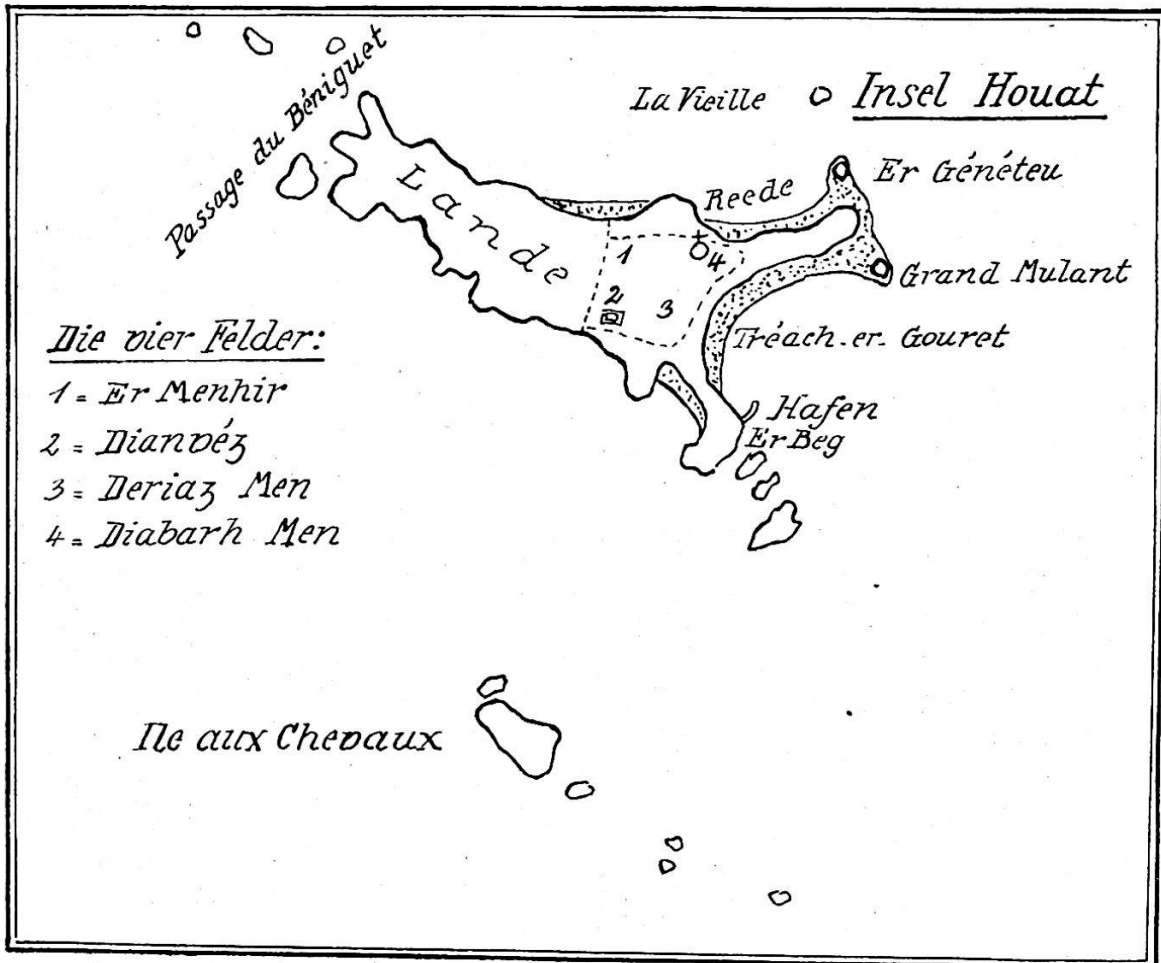 Passage du Béniguet
La Vieille
Insel Houat
Lande
Reede
Er Généteu
Grand Mulant
1
4
2
3
Tréach-er-Gouret
Hafen
Er Beg
Die vier Felder:
1 = Er Menhir
2 = Dianvéz
3 = Deriaz Men
4 = Diabarh Men
Ile aux Chevaux